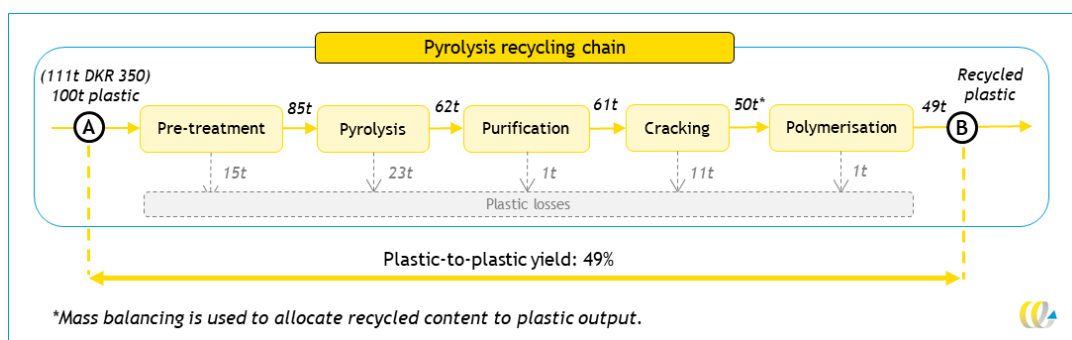 Pyrolysis recycling chain
(111t DKR 350)
100t plastic
Recycled
plastic
A
Pre-treatment
85t
Pyrolysis
62t
Purification
61t
Cracking
50t*
Polymerisation
49t
B
15t
23t
1t
11t
1t
Plastic losses
Plastic-to-plastic yield: 49%
*Mass balancing is used to allocate recycled content to plastic output.